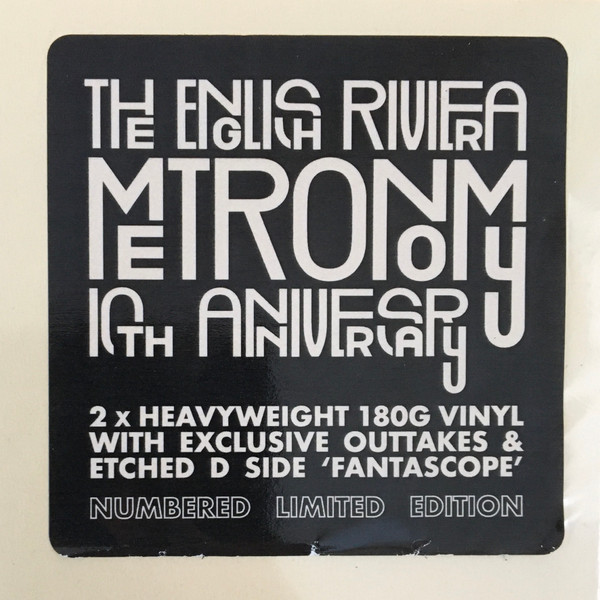 THE ENGLISH RIVIERA
METRONOMY
10TH ANNIVERSARY
2 x HEAVYWEIGHT 180G VINYL
WITH EXCLUSIVE OUTTAKES &
ETCHED D SIDE ‘FANTASCOPE’
NUMBERED LIMITED EDITION